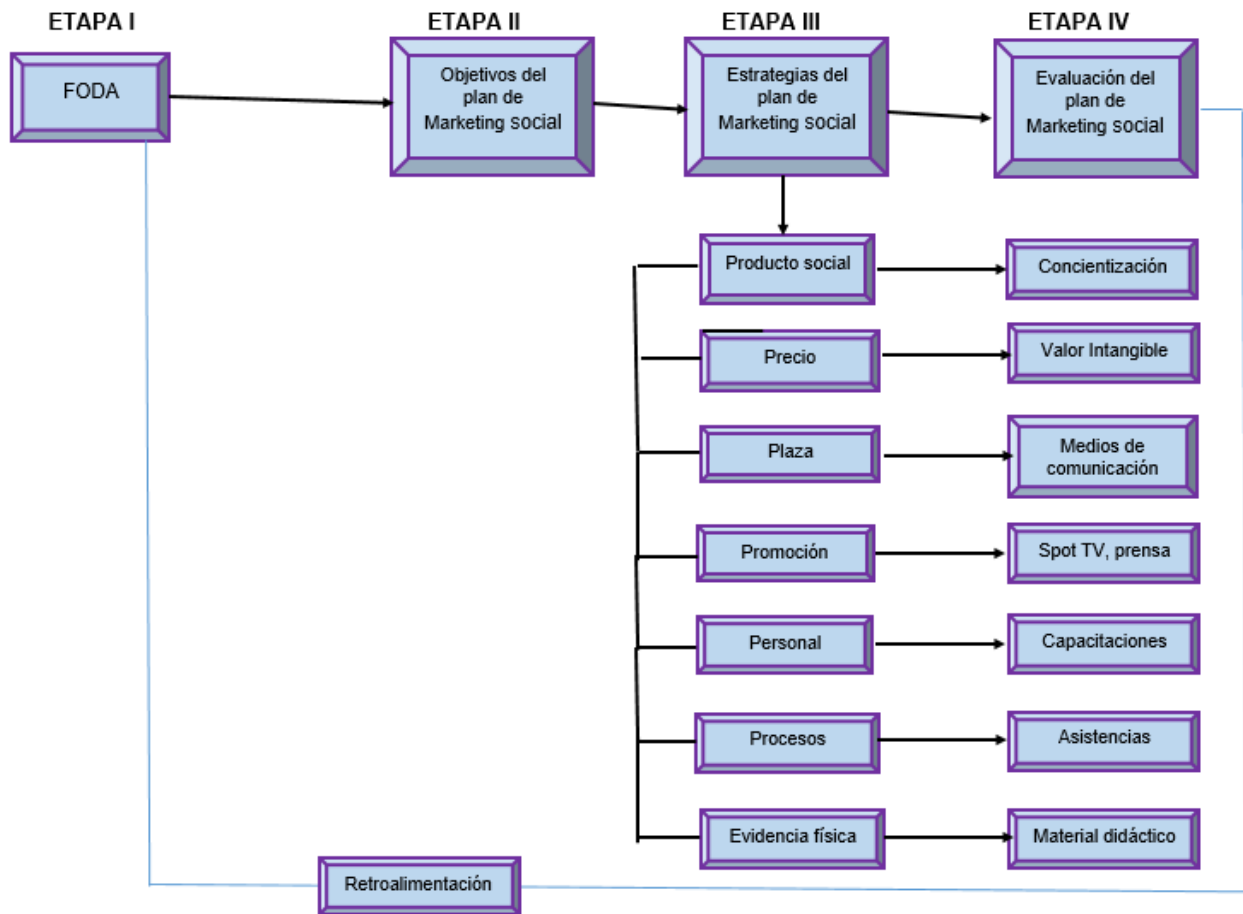 ETAPA I
ETAPA II
ETAPA III
ETAPA IV
FODA
Objetivos del
plan de
Marketing social
Estrategias del
plan de
Marketing social
Evaluación del
plan de
Marketing social
Producto social
Concientización
Precio
Valor Intangible
Plaza
Medios de
comunicación
Promoción
Spot TV, prensa
Personal
Capacitaciones
Procesos
Asistencias
Evidencia física
Material didáctico
Retroalimentación